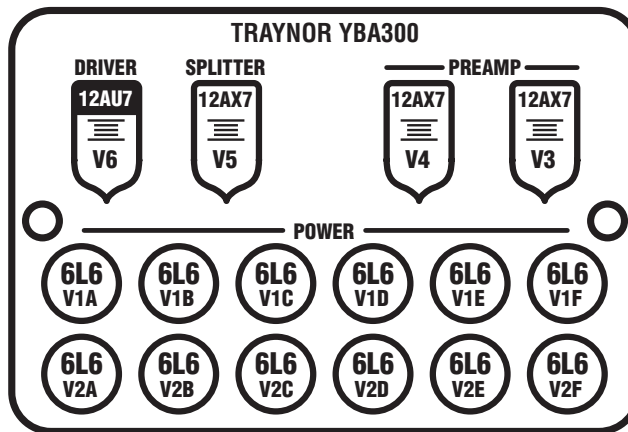 TRAYNOR YBA300
DRIVER SPLITTER PREAMP
12AU7 12AX7 12AX7 12AX7
V6 V5 V4 V3
POWER
6L6 6L6 6L6 6L6 6L6 6L6
V1A V1B V1C V1D V1E V1F
6L6 6L6 6L6 6L6 6L6 6L6
V2A V2B V2C V2D V2E V2F